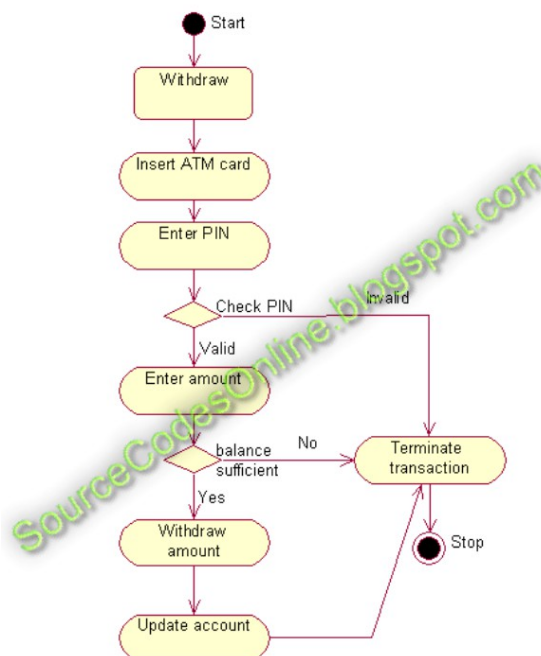 Start
Withdraw
Insert ATM card
Enter PIN
Check PIN
Invalid
Valid
Enter amount
balance
sufficient
No
Terminate
transaction
Yes
Withdraw
amount
Stop
Update account
SourceCodesOnline.blogspot.com